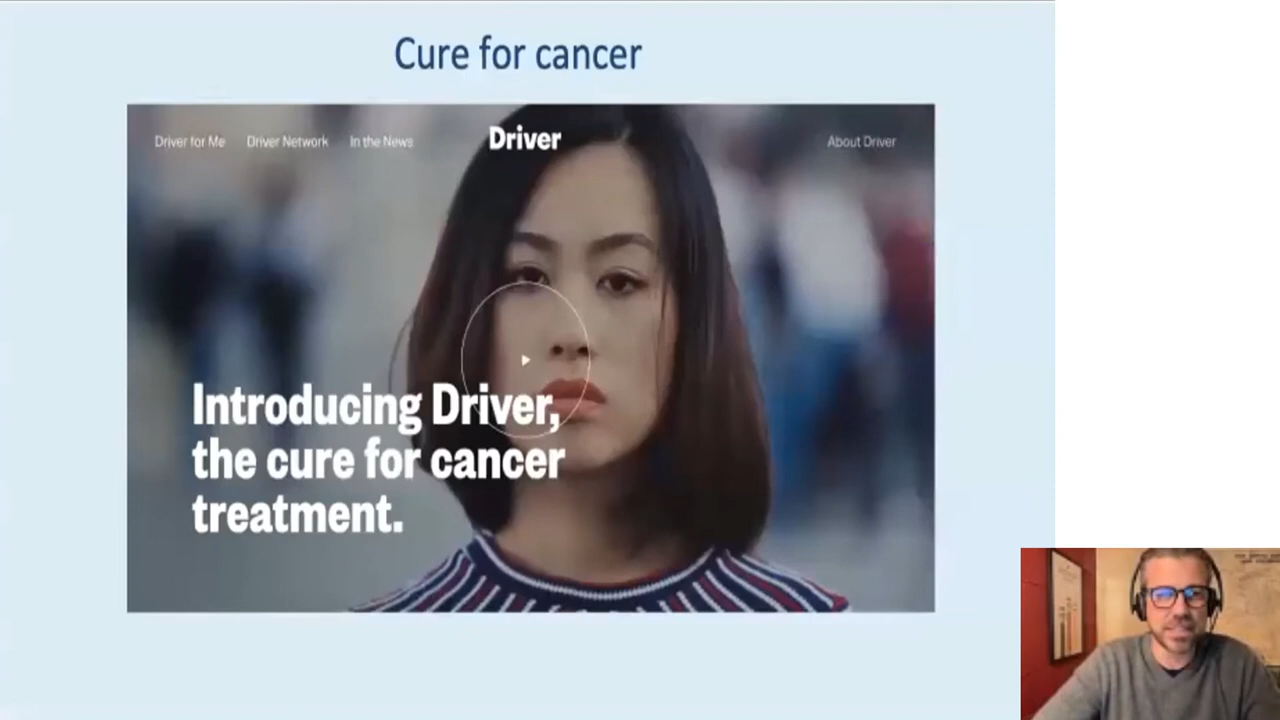 Cure for cancer
Driver for Me Driver Network In the News Driver About Driver
Introducing Driver,
the cure for cancer
treatment.